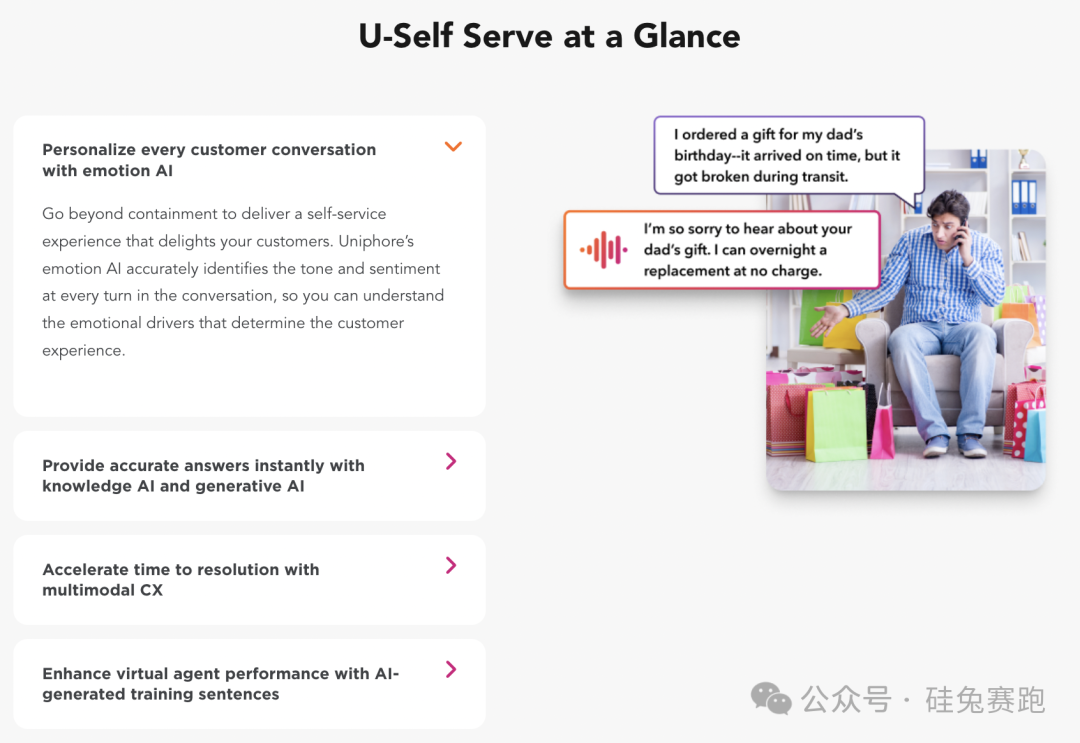 U-Self Serve at a Glance
Personalize every customer conversation
with emotion AI
Go beyond containment to deliver a self-service
experience that delights your customers. Uniphore’s
emotion AI accurately identifies the tone and sentiment
at every turn in the conversation, so you can understand
the emotional drivers that determine the customer
experience.
Provide accurate answers instantly with
knowledge AI and generative AI
Accelerate time to resolution with
multimodal CX
Enhance virtual agent performance with AI-
generated training sentences
I ordered a gift for my dad’s
birthday--it arrived on time, but it
got broken during transit.
I’m so sorry to hear about your
dad’s gift. I can overnight a
replacement at no charge.
公众号 · 硅兔赛跑